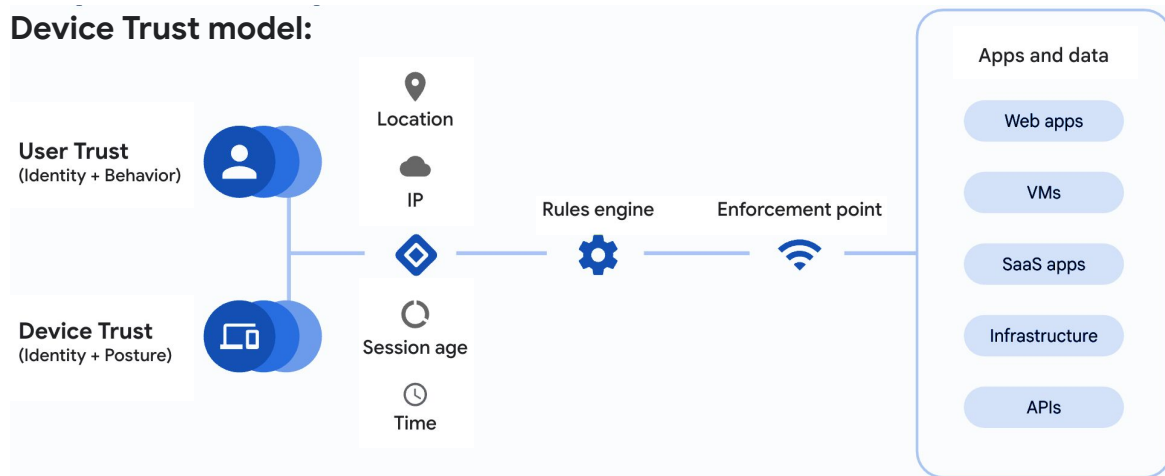 Device Trust model:
User Trust
(Identity + Behavior)
Device Trust
(Identity + Posture)
Location
IP
Session age
Time
Rules engine
Enforcement point
Apps and data
Web apps
VMs
SaaS apps
Infrastructure
APIs